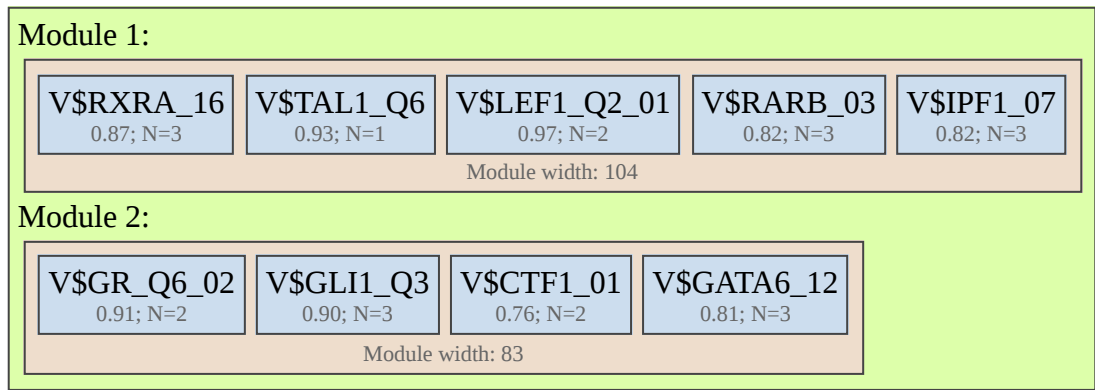 Module 1:
V$RXRA_16 V$TAL1_Q6 V$LEF1_Q2_01 V$RARB_03 V$IPF1_07
0.87; N=3 0.93; N=1 0.97; N=2 0.82; N=3 0.82; N=3
Module width: 104
Module 2:
V$GR_Q6_02 V$GLI1_Q3 V$CTF1_01 V$GATA6_12
0.91; N=2 0.90; N=3 0.76; N=2 0.81; N=3
Module width: 83